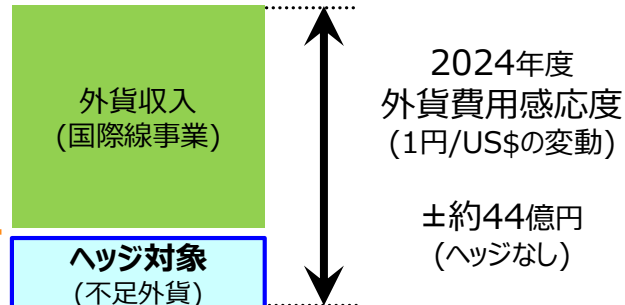 外貨収入
(国際線事業)
ヘッジ対象
(不足外貨)
2024年度
外貨費用感応度
(1円/US$の変動)
±約44億円
(ヘッジなし)